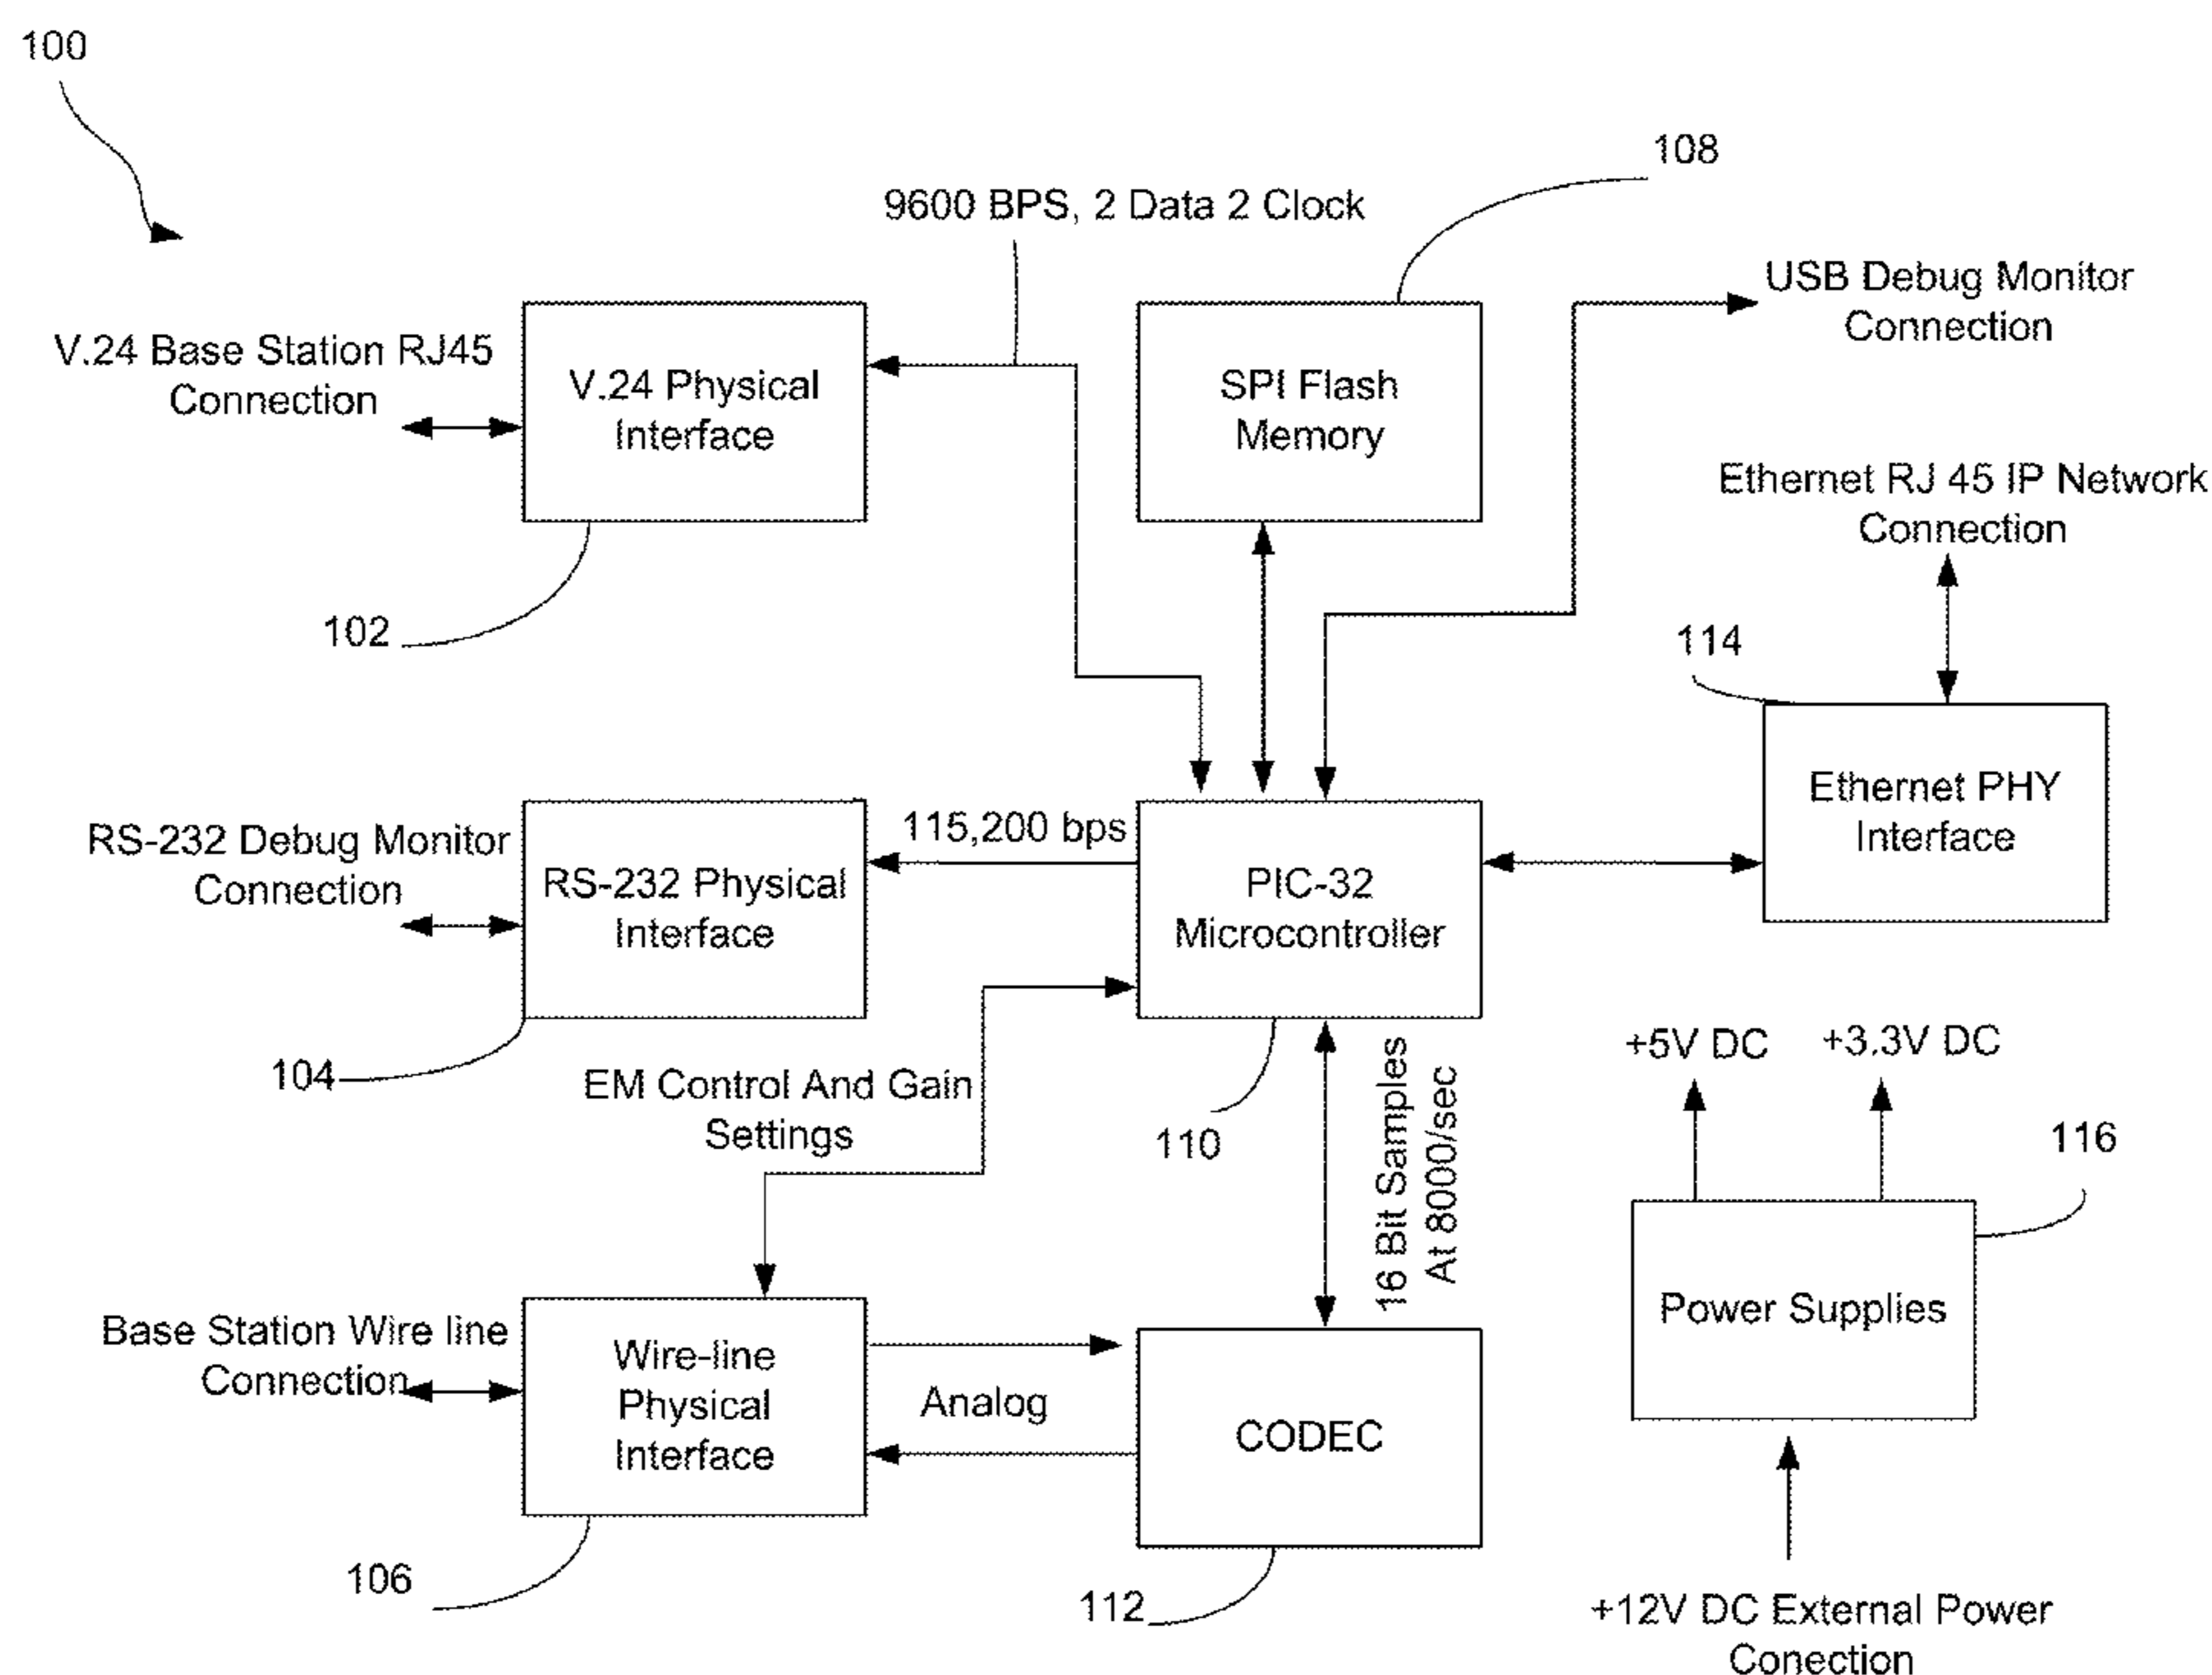 100
108
9600 BPS, 2 Data 2 Clock
USB Debug Monitor
Connection
V.24 Base Station RJ45
Connection
V.24 Physical
Interface
SPI Flash
Memory
Ethernet RJ 45 IP Network
Connection
102
114
Ethernet PHY
Interface
RS-232 Debug Monitor
Connection
RS-232 Physical
Interface
115,200 bps
PIC-32
Microcontroller
104
EM Control And Gain
Settings
110
16 Bit Samples
At 8000/sec
+5V DC
+3.3V DC
116
Power Supplies
Base Station Wire line
Connection
Wire-line
Physical
Interface
Analog
CODEC
106
112
+12V DC External Power
Conection